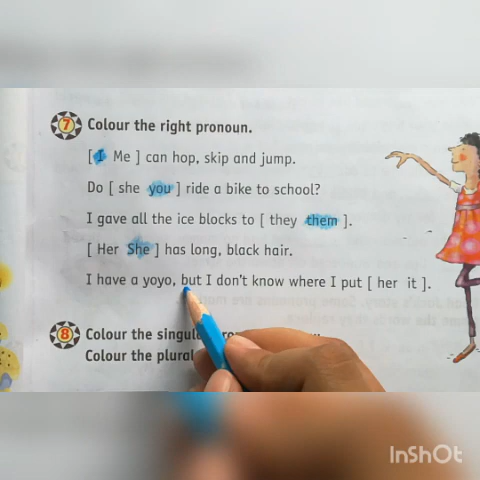 7 Colour the right pronoun.
[ I Me ] can hop, skip and jump.
Do [ she you ] ride a bike to school?
I gave all the ice blocks to [ they them ].
[ Her She ] has long, black hair.
I have a yoyo, but I don't know where I put [ her it ].
8 Colour the singular
Colour the plural
InShOt